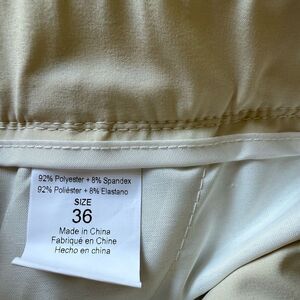 92% Polyester + 8% Spandex
92% Poliéster + 8% Elastano
SIZE
36
Made in China
Fabriqué en Chine
Hecho en china